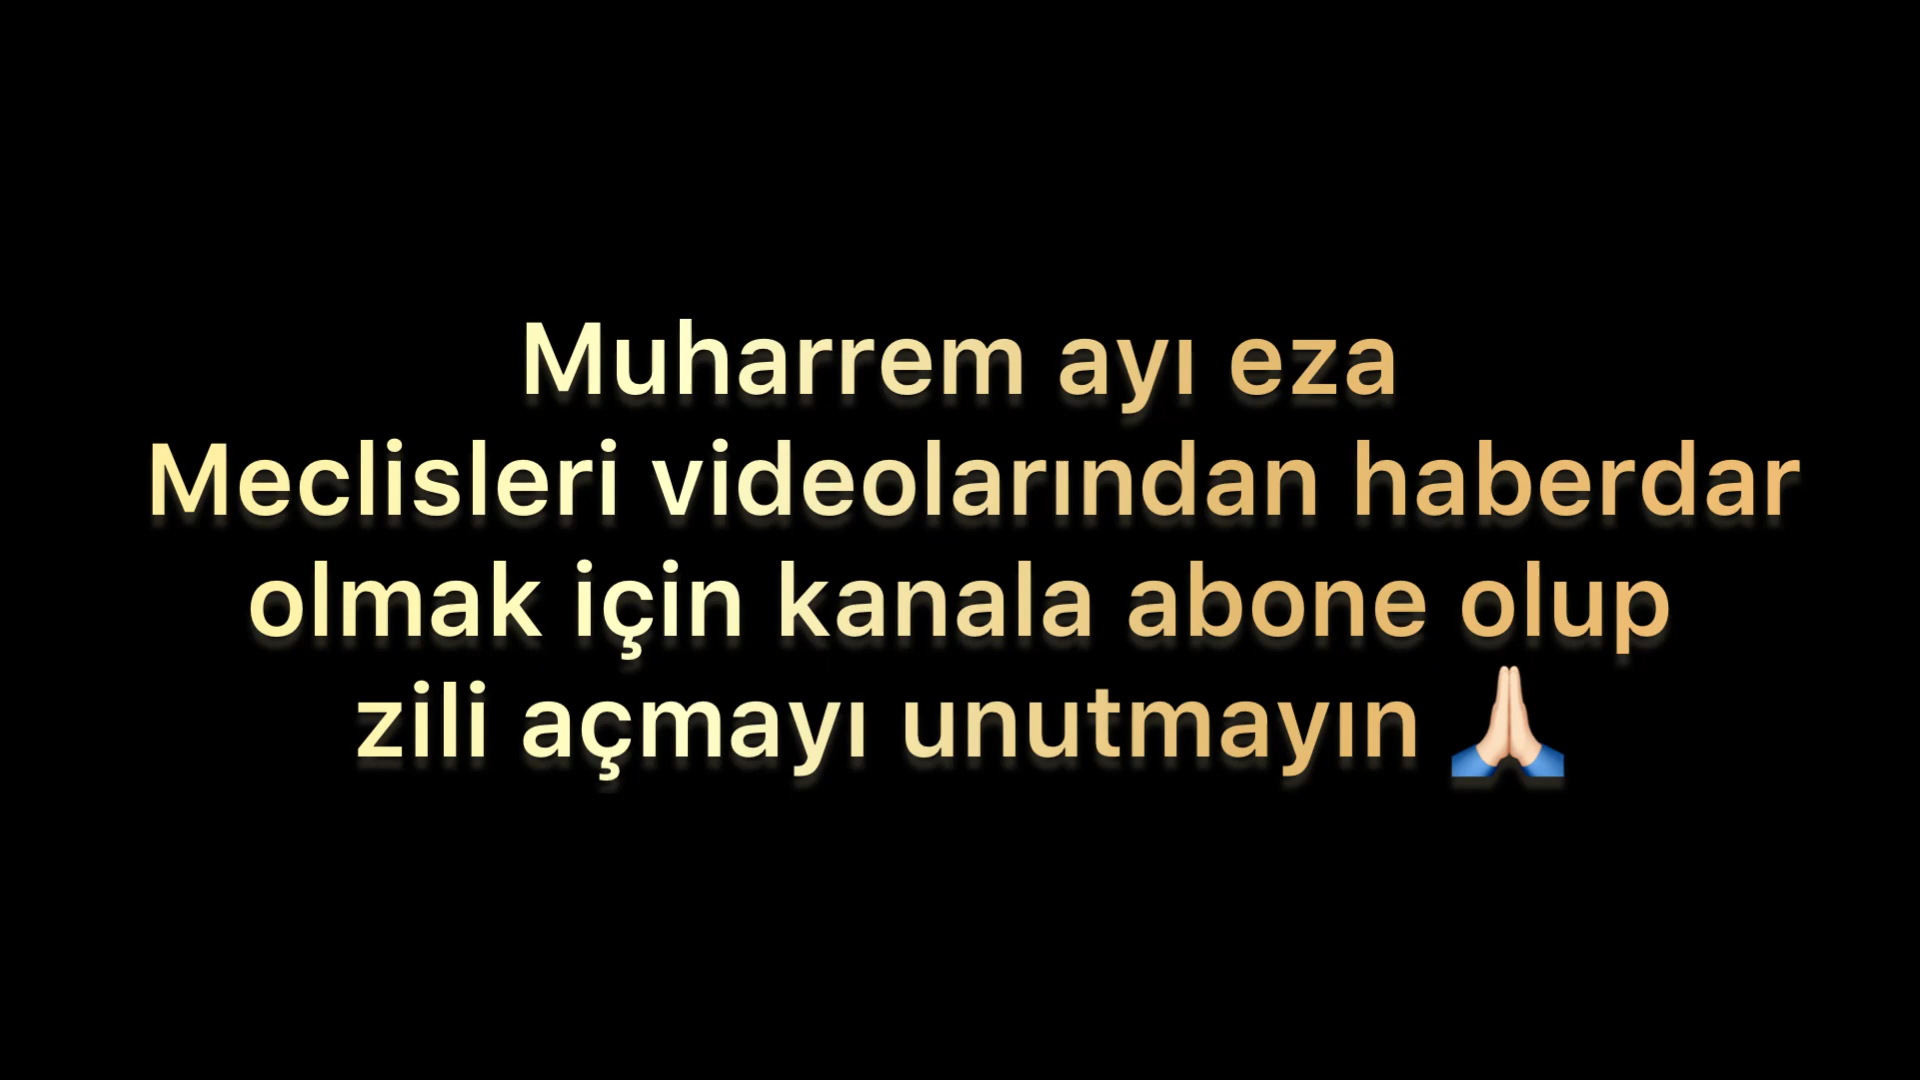 Muharrem ayı eza
Meclisleri videolarından haberdar
olmak için kanala abone olup
zili açmayı unutmayın 🙏🏻